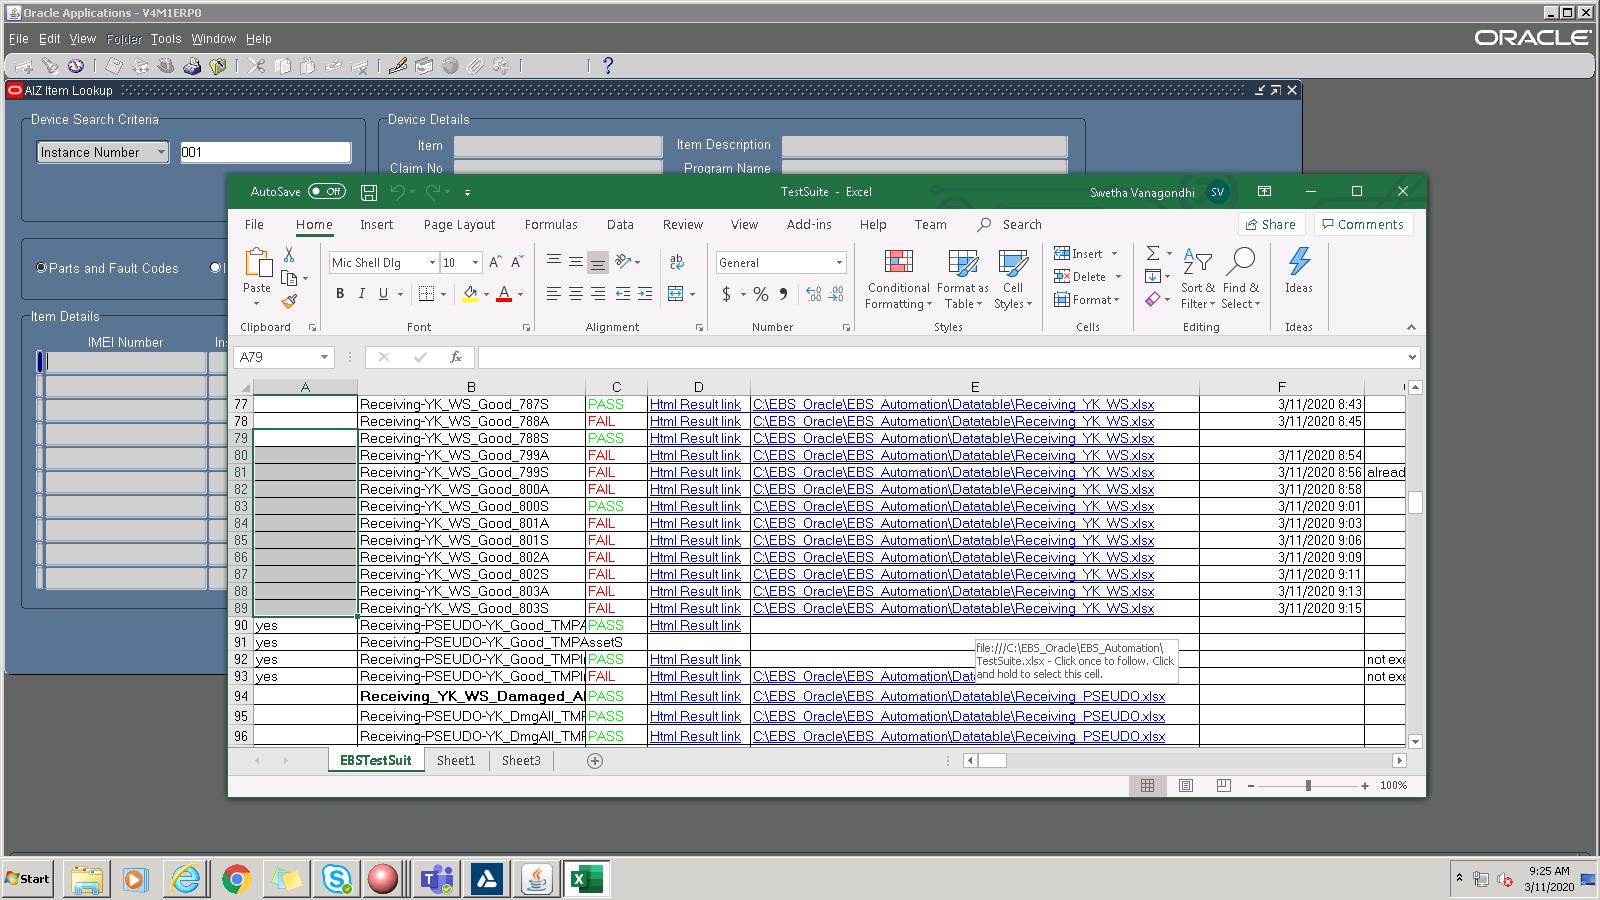 Oracle Applications - V4M1ERP0
File Edit View Folder Tools Window Help
ORACLE
AIZ Item Lookup
Device Search Criteria
Device Details
Instance Number
001
Item
Item Description
Claim No
Program Name
Parts and Fault Codes
Item Details
IMEI Number
AutoSave Off
TestSuite - Excel
Swetha Vanagondhi SV
File Home Insert Page Layout Formulas Data Review View Add-ins Help Team Search Share Comments
Paste
Clipboard
Mic Shell Dlg 10
B I U
Font
Alignment
General
$ % 9
Number
Conditional Formatting
Format as Table
Cell Styles
Styles
Insert
Delete
Format
Cells
Sort & Filter
Find & Select
Editing
Ideas
Ideas
A79
fx
A B C D E F
77 Receiving-YK_WS_Good_787S PASS Html Result link C:\EBS_Oracle\EBS_Automation\Datatable\Receiving_YK_WS.xlsx 3/11/2020 8:43
78 Receiving-YK_WS_Good_788A FAIL Html Result link C:\EBS_Oracle\EBS_Automation\Datatable\Receiving_YK_WS.xlsx 3/11/2020 8:45
79 Receiving-YK_WS_Good_788S PASS Html Result link C:\EBS_Oracle\EBS_Automation\Datatable\Receiving_YK_WS.xlsx
80 Receiving-YK_WS_Good_799A FAIL Html Result link C:\EBS_Oracle\EBS_Automation\Datatable\Receiving_YK_WS.xlsx 3/11/2020 8:54
81 Receiving-YK_WS_Good_799S FAIL Html Result link C:\EBS_Oracle\EBS_Automation\Datatable\Receiving_YK_WS.xlsx 3/11/2020 8:56 already
82 Receiving-YK_WS_Good_800A FAIL Html Result link C:\EBS_Oracle\EBS_Automation\Datatable\Receiving_YK_WS.xlsx 3/11/2020 8:58
83 Receiving-YK_WS_Good_800S PASS Html Result link C:\EBS_Oracle\EBS_Automation\Datatable\Receiving_YK_WS.xlsx 3/11/2020 9:01
84 Receiving-YK_WS_Good_801A FAIL Html Result link C:\EBS_Oracle\EBS_Automation\Datatable\Receiving_YK_WS.xlsx 3/11/2020 9:03
85 Receiving-YK_WS_Good_801S FAIL Html Result link C:\EBS_Oracle\EBS_Automation\Datatable\Receiving_YK_WS.xlsx 3/11/2020 9:06
86 Receiving-YK_WS_Good_802A FAIL Html Result link C:\EBS_Oracle\EBS_Automation\Datatable\Receiving_YK_WS.xlsx 3/11/2020 9:09
87 Receiving-YK_WS_Good_802S FAIL Html Result link C:\EBS_Oracle\EBS_Automation\Datatable\Receiving_YK_WS.xlsx 3/11/2020 9:11
88 Receiving-YK_WS_Good_803A FAIL Html Result link C:\EBS_Oracle\EBS_Automation\Datatable\Receiving_YK_WS.xlsx 3/11/2020 9:13
89 Receiving-YK_WS_Good_803S FAIL Html Result link C:\EBS_Oracle\EBS_Automation\Datatable\Receiving_YK_WS.xlsx 3/11/2020 9:15
90 yes Receiving-PSEUDO-YK_Good_TMPA PASS Html Result link
91 yes Receiving-PSEUDO-YK_Good_TMPAssetS
92 yes Receiving-PSEUDO-YK_Good_TMPI PASS Html Result link not exe
93 yes Receiving-PSEUDO-YK_Good_TMPI FAIL Html Result link C:\EBS_Oracle\EBS_Automation\Data not exe
file:///C:\EBS_Oracle\EBS_Automation\
TestSuite.xlsx - Click once to follow. Click
and hold to select this cell.
94 Receiving_YK_WS_Damaged_A PASS Html Result link C:\EBS_Oracle\EBS_Automation\Datatable\Receiving_PSEUDO.xlsx
95 Receiving-PSEUDO-YK_DmgAll_TMP PASS Html Result link C:\EBS_Oracle\EBS_Automation\Datatable\Receiving_PSEUDO.xlsx
96 Receiving-PSEUDO-YK_DmgAll_TMP PASS Html Result link C:\EBS_Oracle\EBS_Automation\Datatable\Receiving_PSEUDO.xlsx
EBSTestSuit Sheet1 Sheet3
100%
Start
9:25 AM
3/11/2020